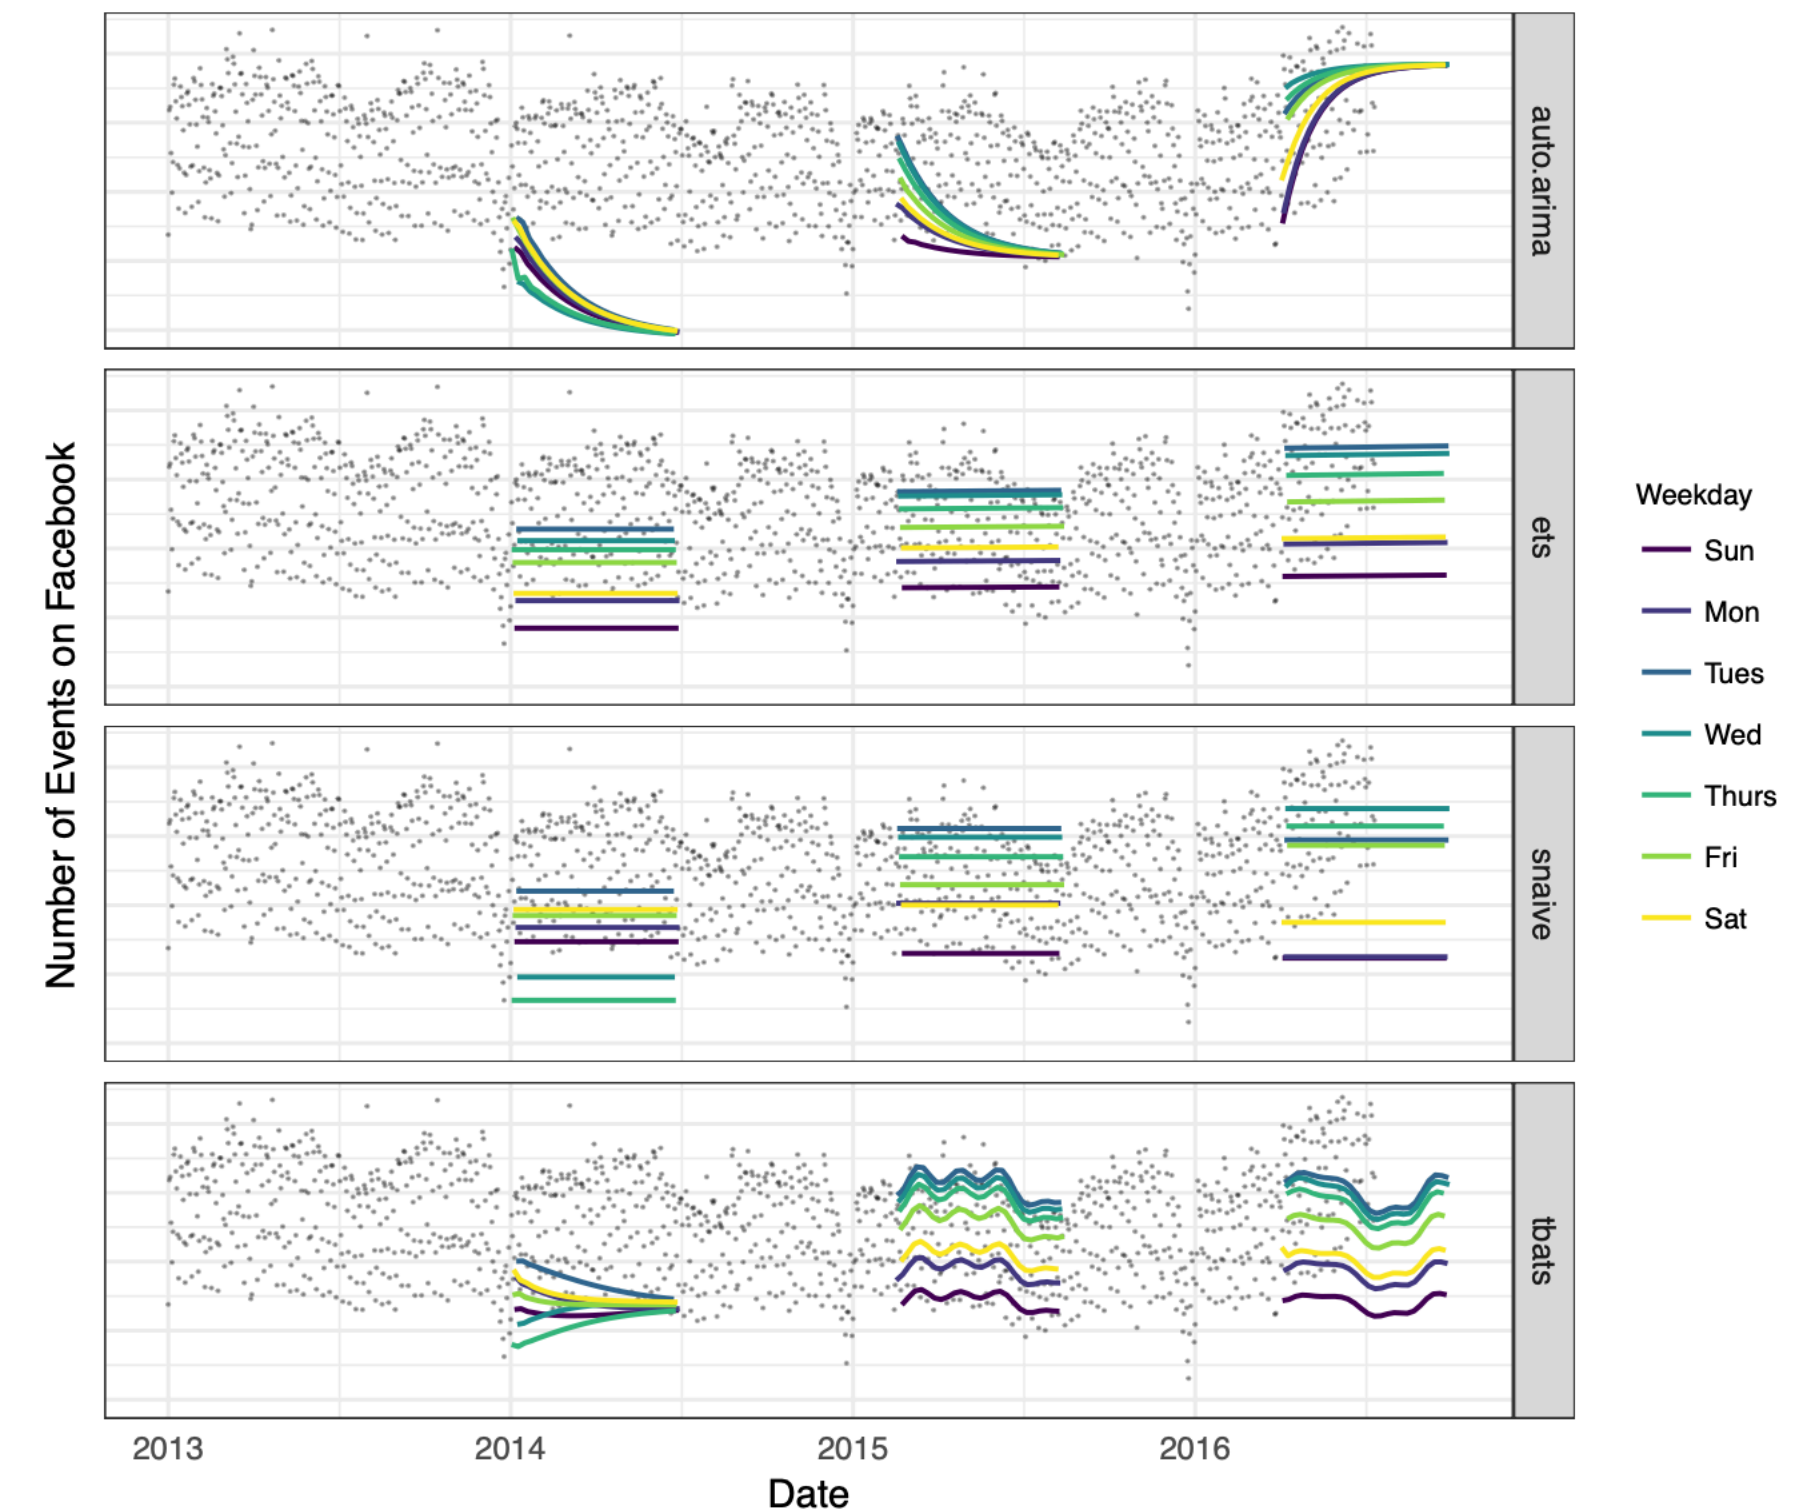 Number of Events on Facebook
auto.arima
ets
snaive
tbats
Weekday
Sun
Mon
Tues
Wed
Thurs
Fri
Sat
2013 2014 2015 2016
Date